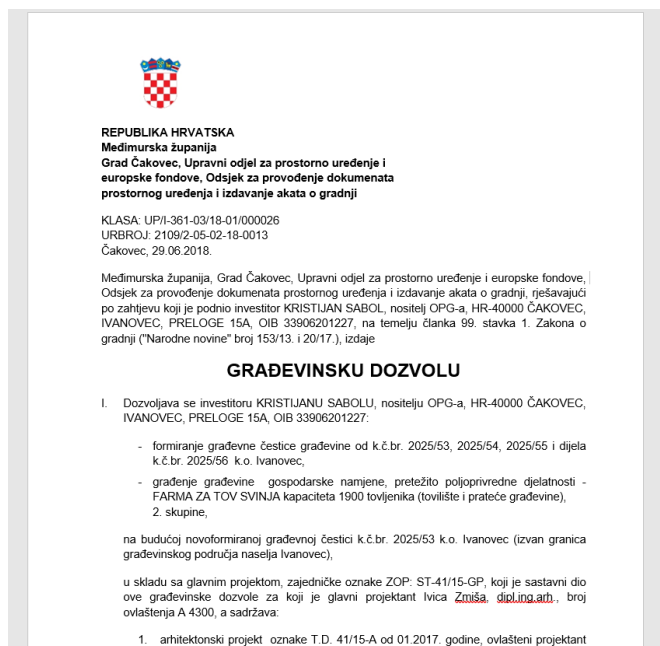 REPUBLIKA HRVATSKA
Međimurska županija
Grad Čakovec, Upravni odjel za prostorno uređenje i
europske fondove, Odsjek za provođenje dokumenata
prostornog uređenja i izdavanje akata o gradnji
KLASA: UP/I-361-03/18-01/000026
URBROJ: 2109/2-05-02-18-0013
Čakovec, 29.06.2018.
Međimurska županija, Grad Čakovec, Upravni odjel za prostorno uređenje i europske fondove,
Odsjek za provođenje dokumenata prostornog uređenja i izdavanje akata o gradnji, rješavajući
po zahtjevu koji je podnio investitor KRISTIJAN SABOL, nositelj OPG-a, HR-40000 ČAKOVEC,
IVANOVEC, PRELOGE 15A, OIB 33906201227, na temelju članka 99. stavka 1. Zakona o
gradnji ("Narodne novine" broj 153/13. i 20/17.), izdaje
GRAĐEVINSKU DOZVOLU
I. Dozvoljava se investitoru KRISTIJANU SABOLU, nositelju OPG-a, HR-40000 ČAKOVEC,
IVANOVEC, PRELOGE 15A, OIB 33906201227:
- formiranje građevne čestice građevine od k.č.br. 2025/53, 2025/54, 2025/55 i dijela
k.č.br. 2025/56 k.o. Ivanovec,
- građenje građevine gospodarske namjene, pretežito poljoprivredne djelatnosti -
FARMA ZA TOV SVINJA kapaciteta 1900 tovljenika (tovilište i prateće građevine),
2. skupine,
na budućoj novoformiranoj građevnoj čestici k.č.br. 2025/53 k.o. Ivanovec (izvan granica
građevinskog područja naselja Ivanovec),
u skladu sa glavnim projektom, zajedničke oznake ZOP: ST-41/15-GP, koji je sastavni dio
ove građevinske dozvole za koji je glavni projektant Ivica Zmiša, dipl.ing.arh., broj
ovlaštenja A 4300, a sadržava:
1. arhitektonski projekt oznake T.D. 41/15-A od 01.2017. godine, ovlašteni projektant